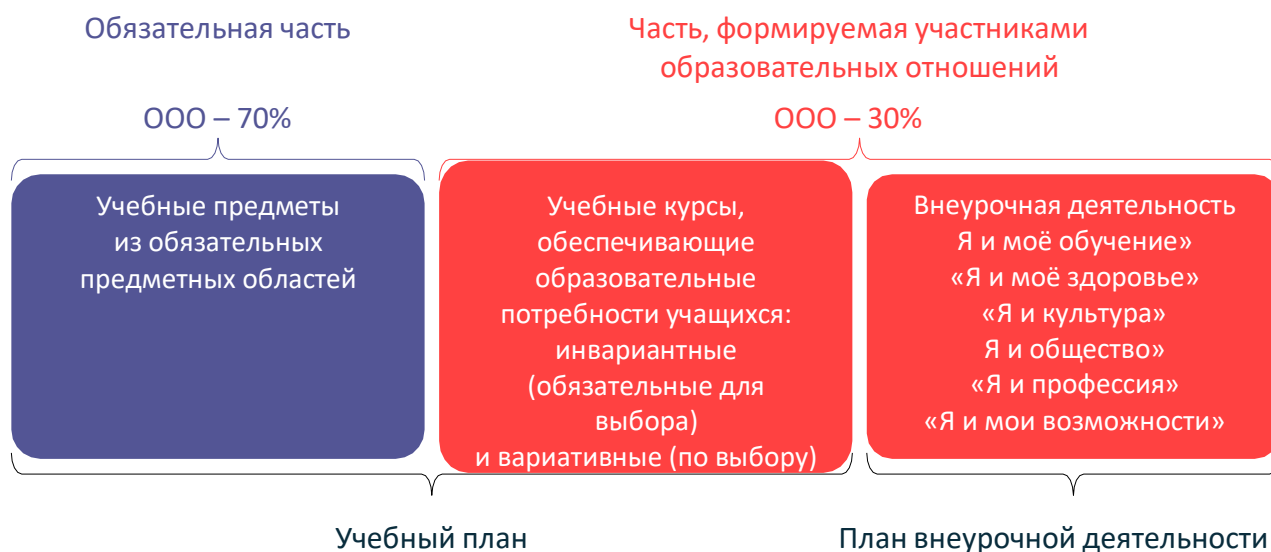 Обязательная часть
Часть, формируемая участниками
образовательных отношений
ООО – 70%
ООО – 30%
Учебные предметы
из обязательных
предметных областей
Учебные курсы,
обеспечивающие
образовательные
потребности учащихся:
инвариантные
(обязательные для
выбора)
и вариативные (по выбору)
Внеурочная деятельность
Я и моё обучение»
«Я и моё здоровье»
«Я и культура»
Я и общество»
«Я и профессия»
«Я и мои возможности»
Учебный план
План внеурочной деятельности